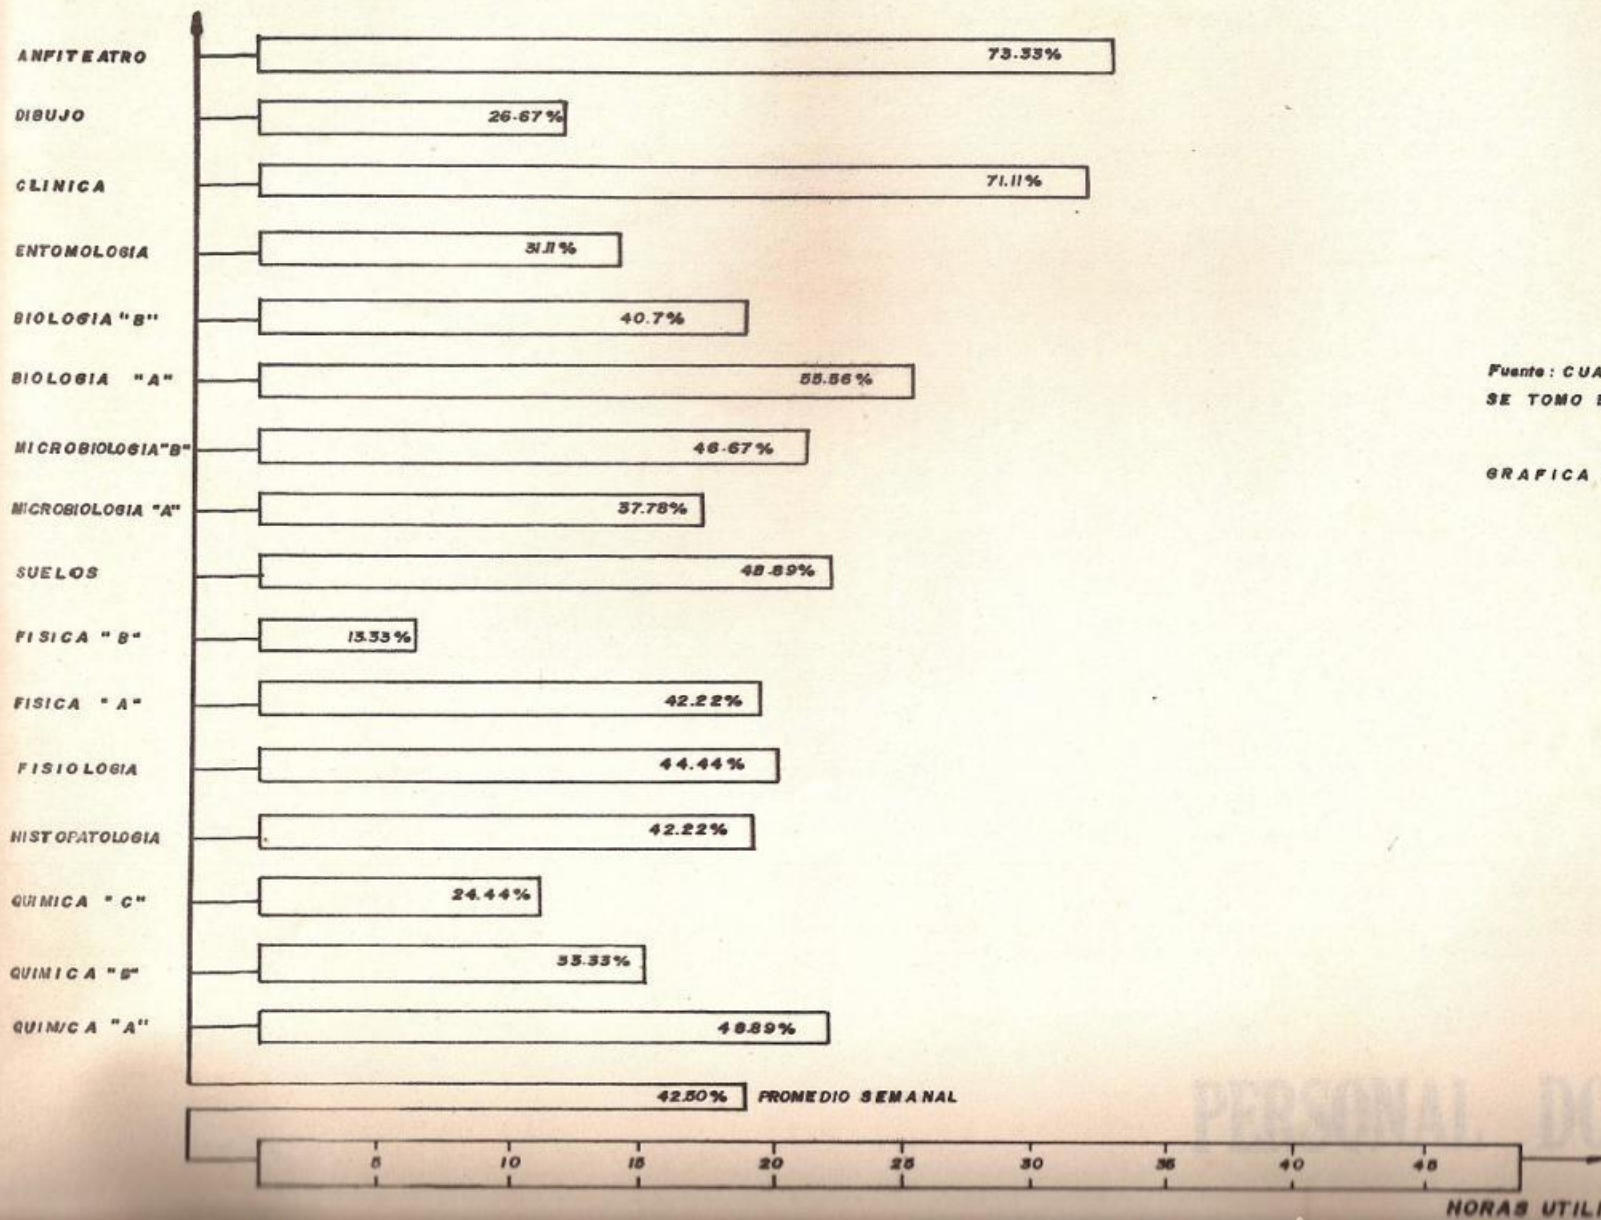 ANFITEATRO 73.33%
DIBUJO 26.67%
CLINICA 71.11%
ENTOMOLOGIA 31.11%
BIOLOGIA "B" 40.7%
BIOLOGIA "A" 55.56%
MICROBIOLOGIA "B" 46.67%
MICROBIOLOGIA "A" 37.78%
SUELOS 48.89%
FISICA "B" 13.33%
FISICA "A" 42.22%
FISIOLOGIA 44.44%
HISTOPATOLOGIA 42.22%
QUIMICA "C" 24.44%
QUIMICA "B" 33.33%
QUIMICA "A" 48.89%
42.50% PROMEDIO SEMANAL
5 10 15 20 25 30 35 40 45
HORAS UTILI
Fuente: CUA
SE TOMO
GRAFICA
PERSONAL DO